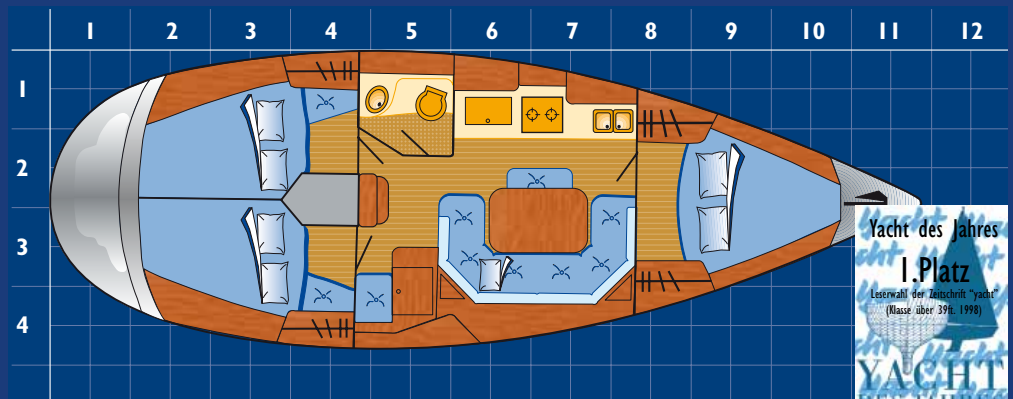 1 2 3 4 5 6 7 8 9 10 11 12
1
2
3
4
Yacht des Jahres
1.Platz
Leserwahl der Zeitschrift "yacht"
(Klasse über 39ft. 1998)
YACHT